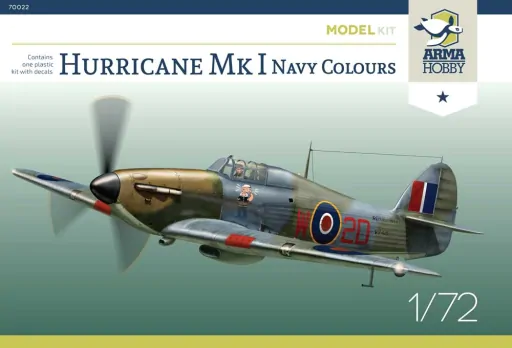 70022
MODEL KIT
Contains
one plastic
kit with decals
HURRICANE MK I NAVY COLOURS
ARMA
HOBBY
2D
1/72